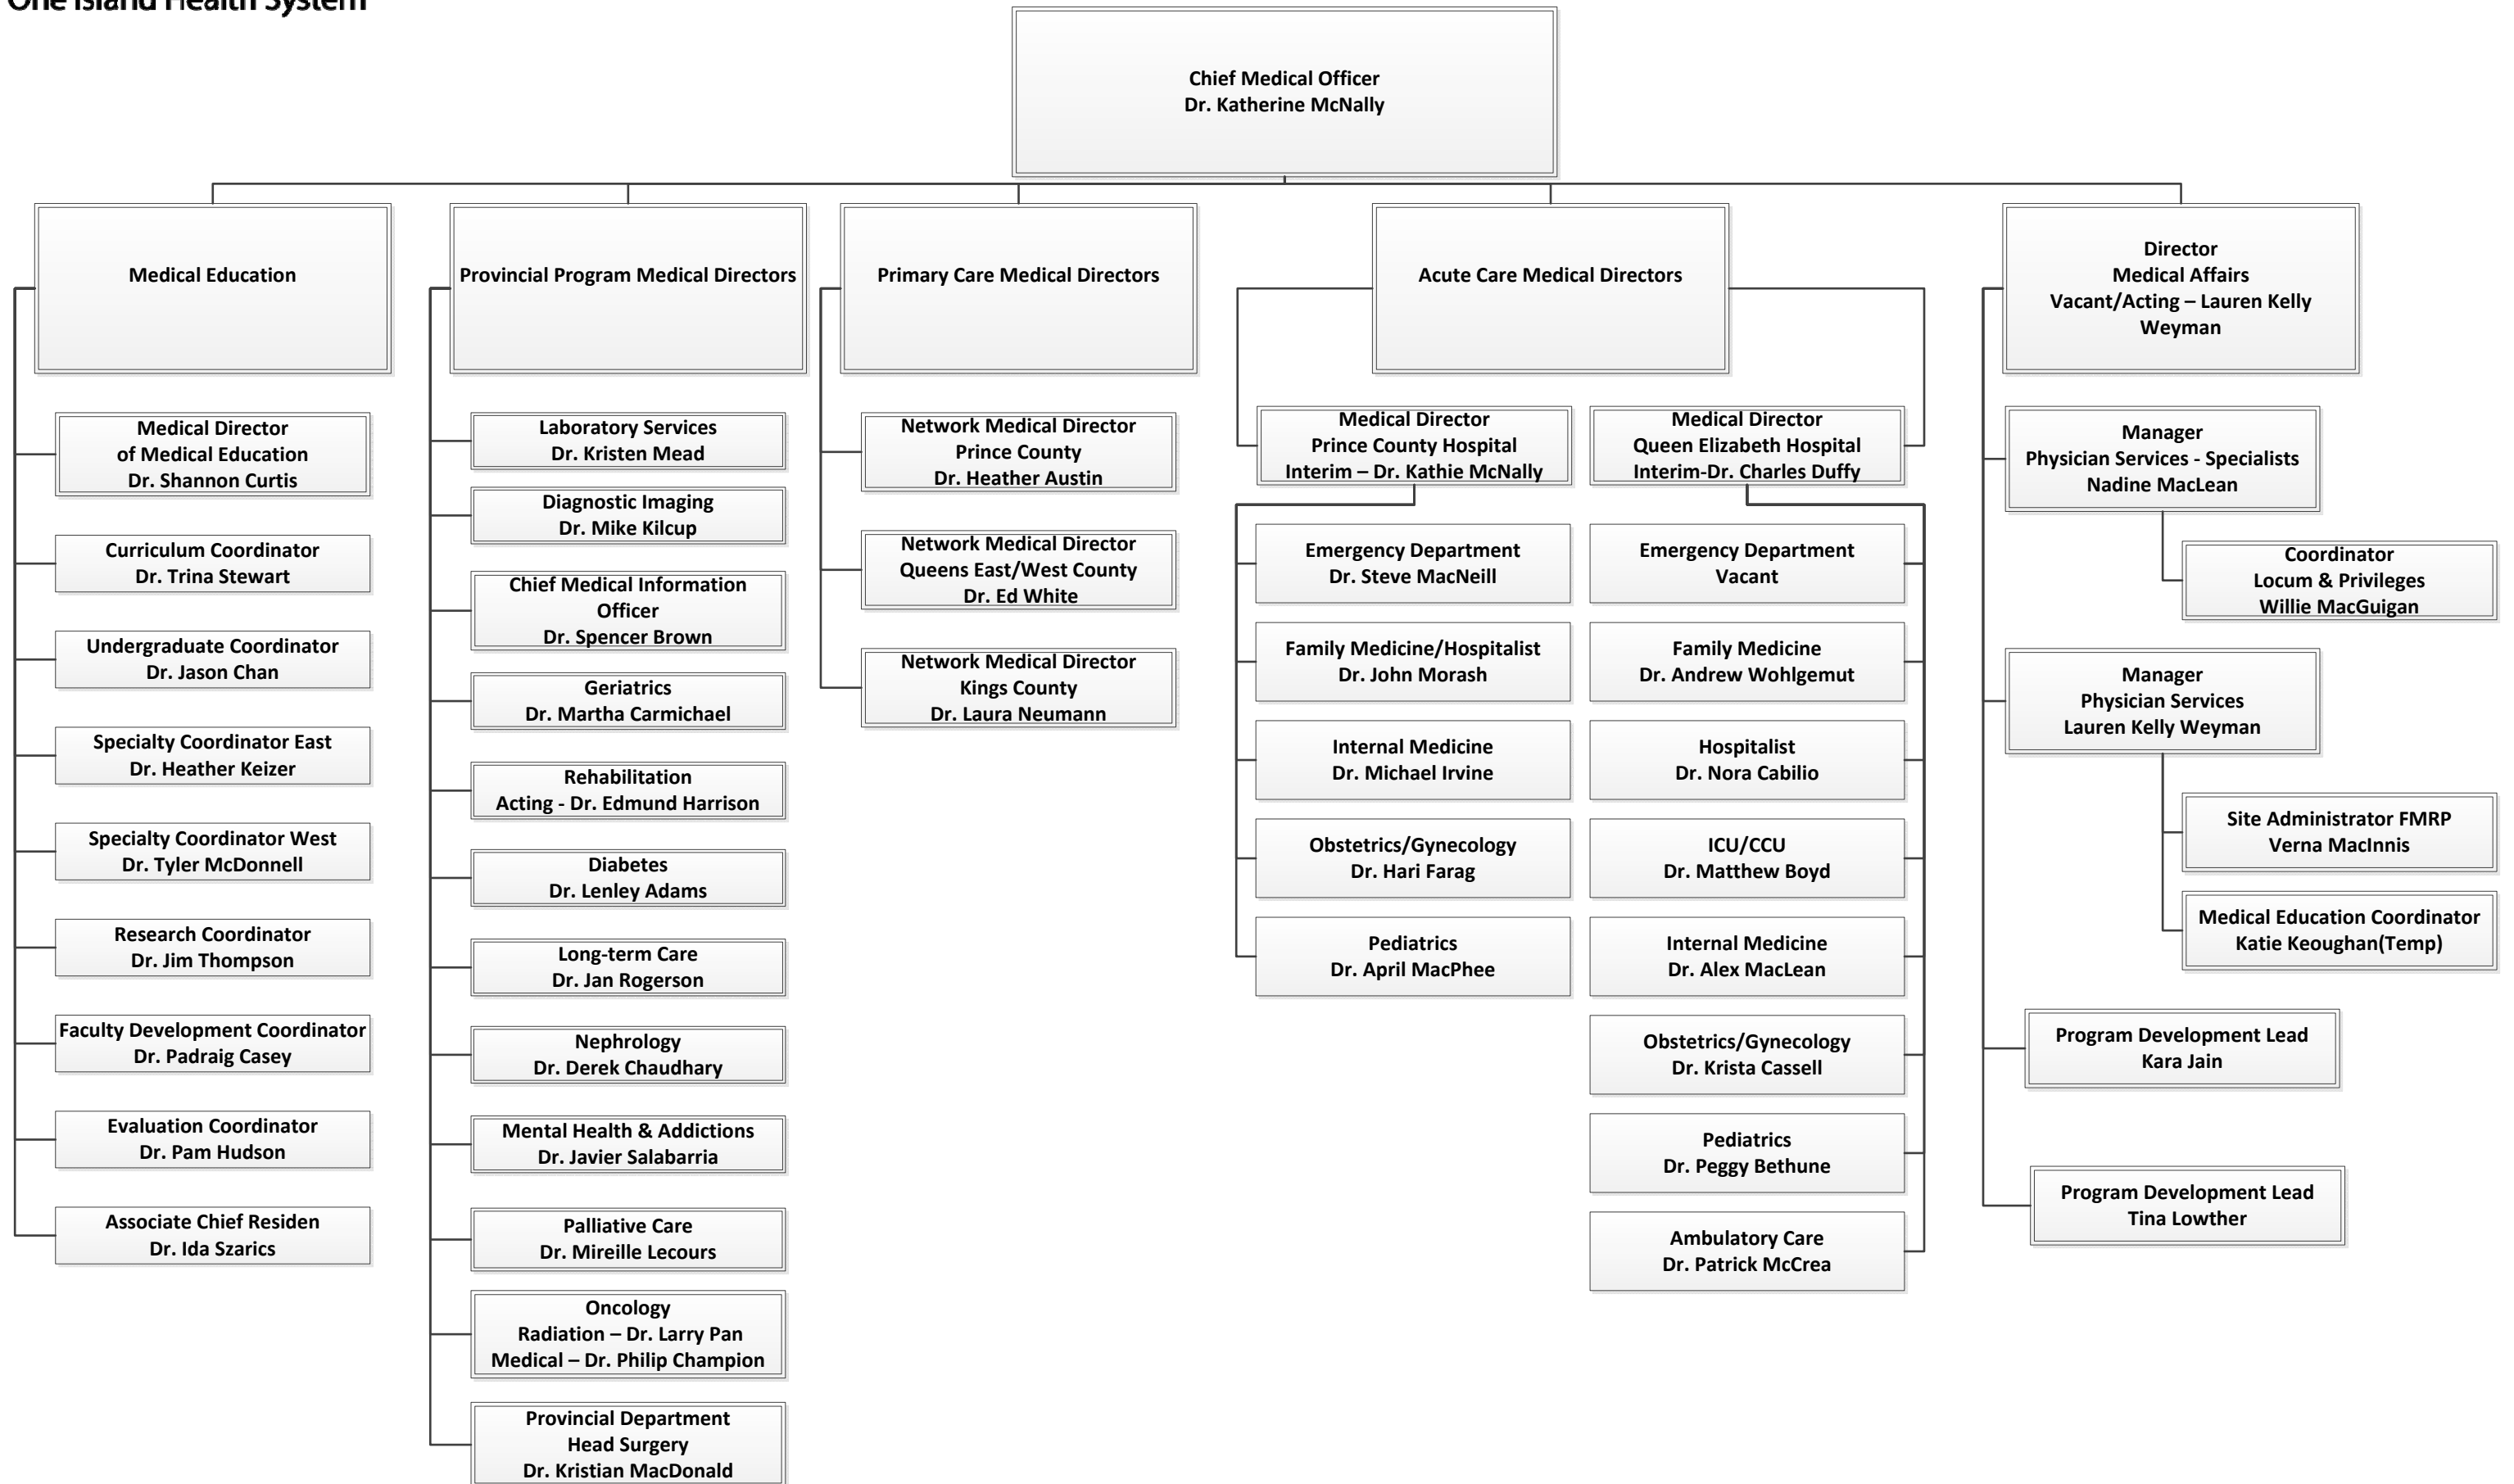 One Island Health System
Chief Medical Officer
Dr. Katherine McNally
Medical Education
Medical Director
of Medical Education
Dr. Shannon Curtis
Curriculum Coordinator
Dr. Trina Stewart
Undergraduate Coordinator
Dr. Jason Chan
Specialty Coordinator East
Dr. Heather Keizer
Specialty Coordinator West
Dr. Tyler McDonnell
Research Coordinator
Dr. Jim Thompson
Faculty Development Coordinator
Dr. Padraig Casey
Evaluation Coordinator
Dr. Pam Hudson
Associate Chief Residen
Dr. Ida Szarics
Provincial Program Medical Directors
Laboratory Services
Dr. Kristen Mead
Diagnostic Imaging
Dr. Mike Kilcup
Chief Medical Information
Officer
Dr. Spencer Brown
Geriatrics
Dr. Martha Carmichael
Rehabilitation
Acting - Dr. Edmund Harrison
Diabetes
Dr. Lenley Adams
Long-term Care
Dr. Jan Rogerson
Nephrology
Dr. Derek Chaudhary
Mental Health & Addictions
Dr. Javier Salabarria
Palliative Care
Dr. Mireille Lecours
Oncology
Radiation – Dr. Larry Pan
Medical – Dr. Philip Champion
Provincial Department
Head Surgery
Dr. Kristian MacDonald
Primary Care Medical Directors
Network Medical Director
Prince County
Dr. Heather Austin
Network Medical Director
Queens East/West County
Dr. Ed White
Network Medical Director
Kings County
Dr. Laura Neumann
Acute Care Medical Directors
Medical Director
Prince County Hospital
Interim – Dr. Kathie McNally
Emergency Department
Dr. Steve MacNeill
Family Medicine/Hospitalist
Dr. John Morash
Internal Medicine
Dr. Michael Irvine
Obstetrics/Gynecology
Dr. Hari Farag
Pediatrics
Dr. April MacPhee
Medical Director
Queen Elizabeth Hospital
Interim-Dr. Charles Duffy
Emergency Department
Vacant
Family Medicine
Dr. Andrew Wohlgemut
Hospitalist
Dr. Nora Cabilio
ICU/CCU
Dr. Matthew Boyd
Internal Medicine
Dr. Alex MacLean
Obstetrics/Gynecology
Dr. Krista Cassell
Pediatrics
Dr. Peggy Bethune
Ambulatory Care
Dr. Patrick McCrea
Director
Medical Affairs
Vacant/Acting – Lauren Kelly
Weyman
Manager
Physician Services - Specialists
Nadine MacLean
Coordinator
Locum & Privileges
Willie MacGuigan
Manager
Physician Services
Lauren Kelly Weyman
Site Administrator FMRP
Verna MacInnis
Medical Education Coordinator
Katie Keoughan(Temp)
Program Development Lead
Kara Jain
Program Development Lead
Tina Lowther